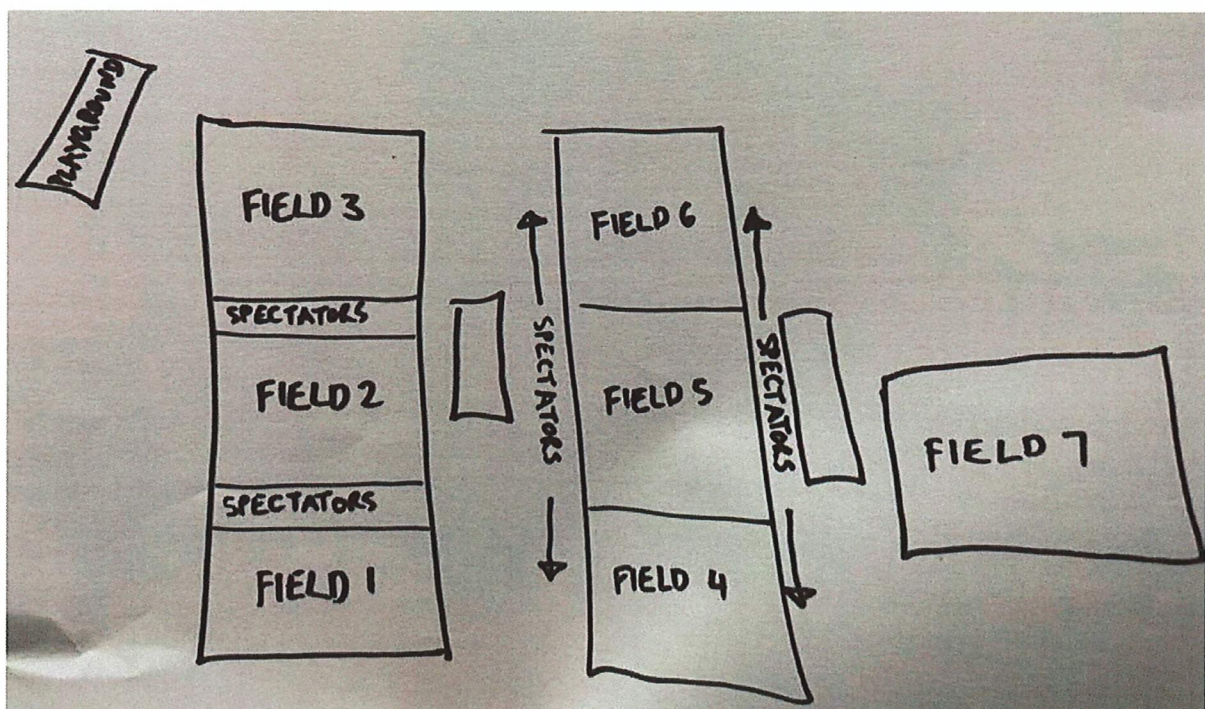 PLAYGROUND
FIELD 3
SPECTATORS
FIELD 2
SPECTATORS
FIELD 1
SPECTATORS
FIELD 6
FIELD 5
FIELD 4
SPECTATORS
FIELD 7